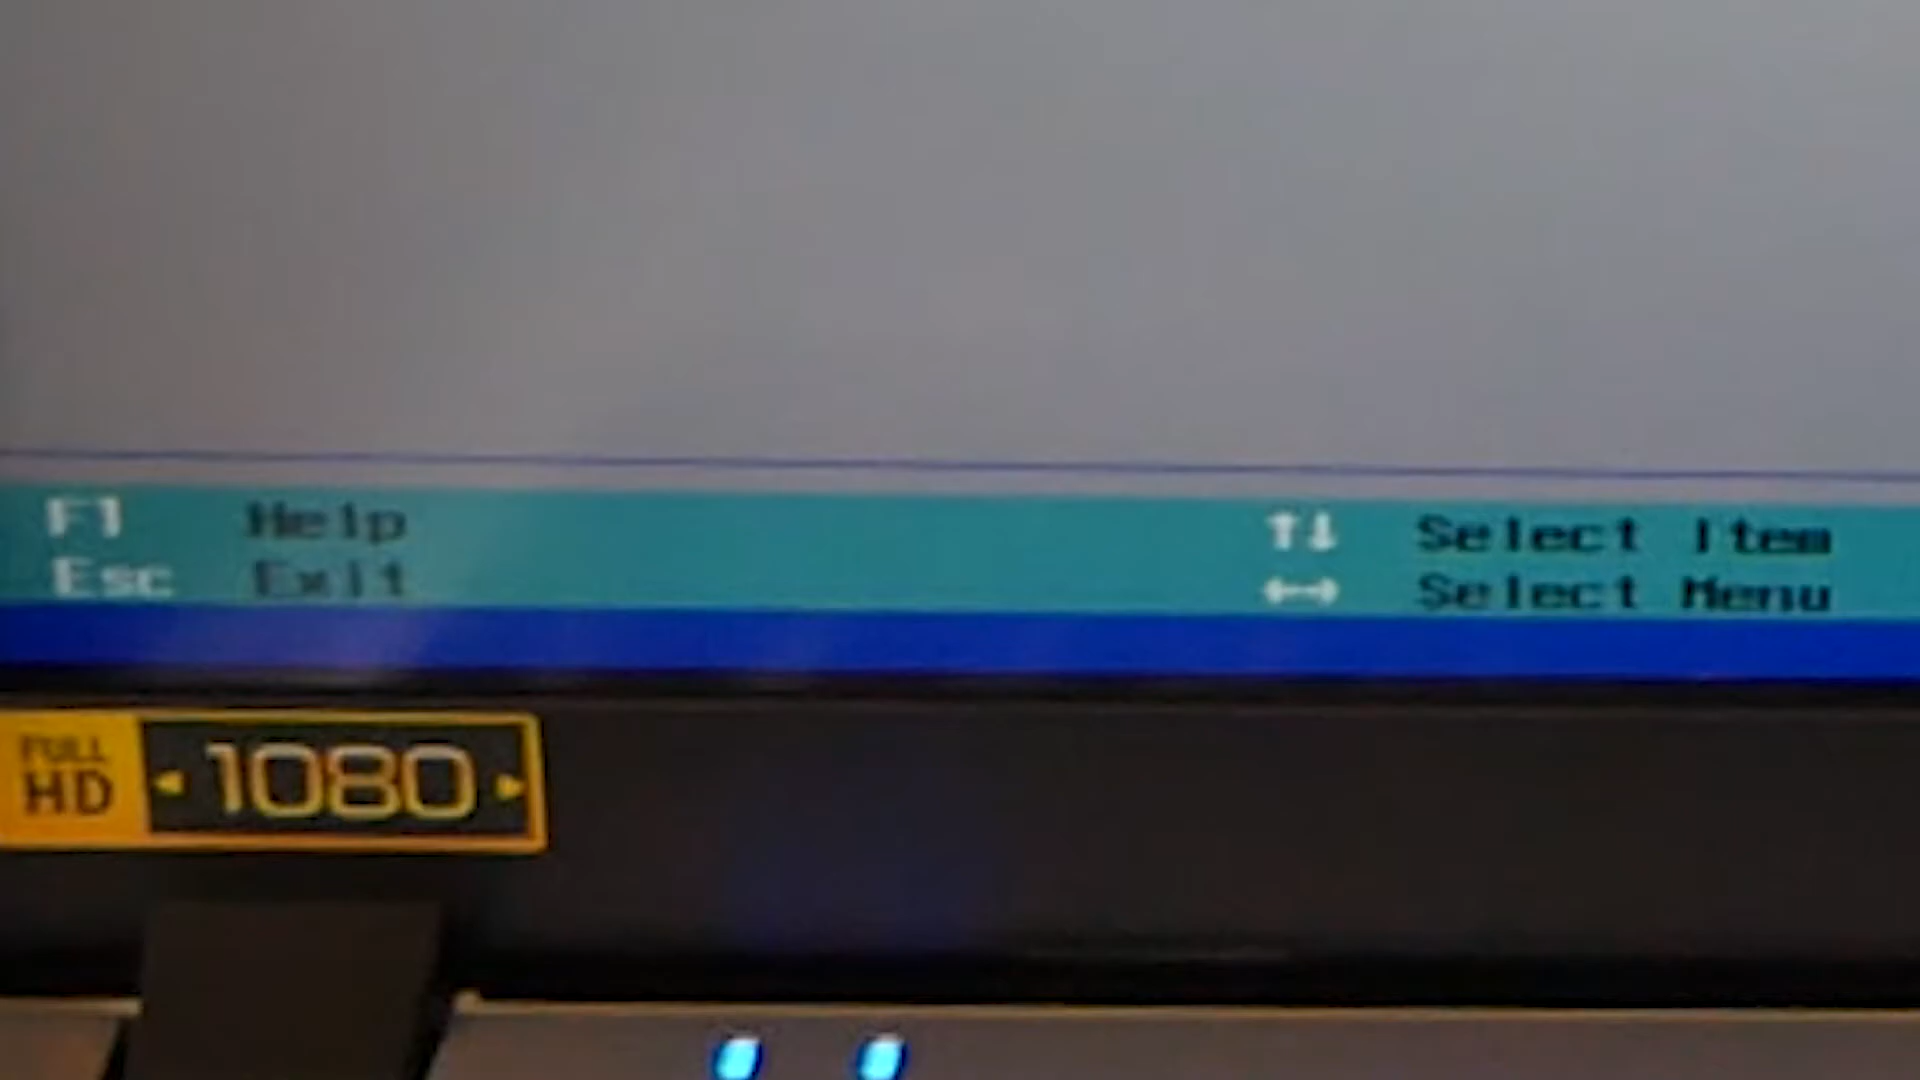 F1 Help ↑↓ Select Item
Esc Exit ↔ Select Menu
FULL
HD 1080